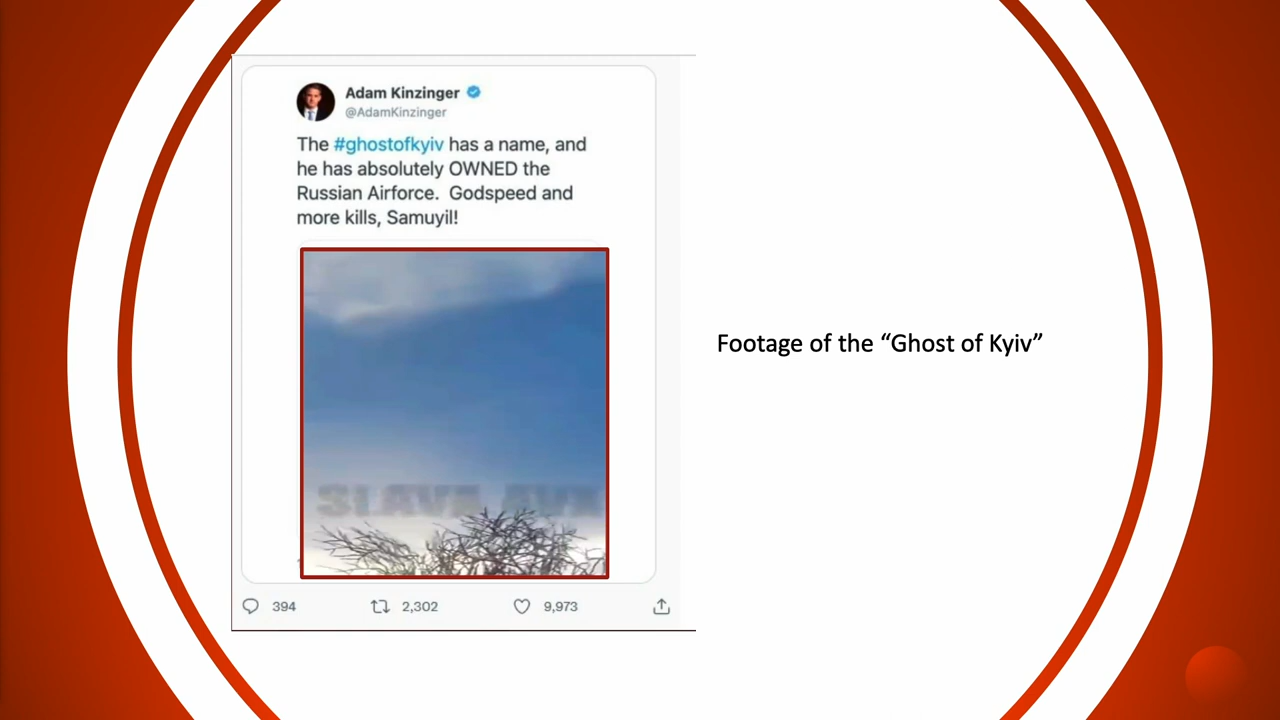 Adam Kinzinger
@AdamKinzinger
The #ghostofkyiv has a name, and
he has absolutely OWNED the
Russian Airforce. Godspeed and
more kills, Samuyil!
SLAVA
394 2,302 9,973
Footage of the “Ghost of Kyiv”